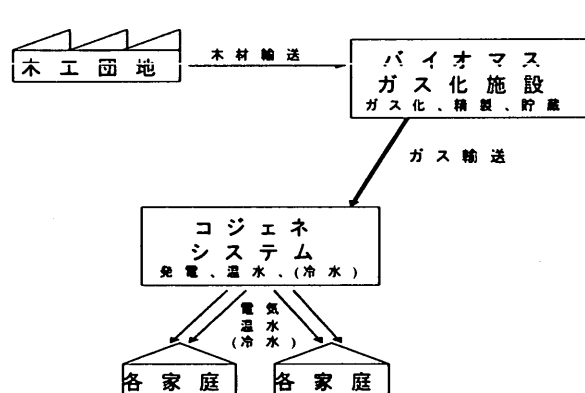 木工団地
木材輸送
バイオマス
ガス化施設
ガス化、精製、貯蔵
ガス輸送
コジェネ
システム
発電、温水、(冷水)
電気
温水
(冷水)
各家庭
各家庭